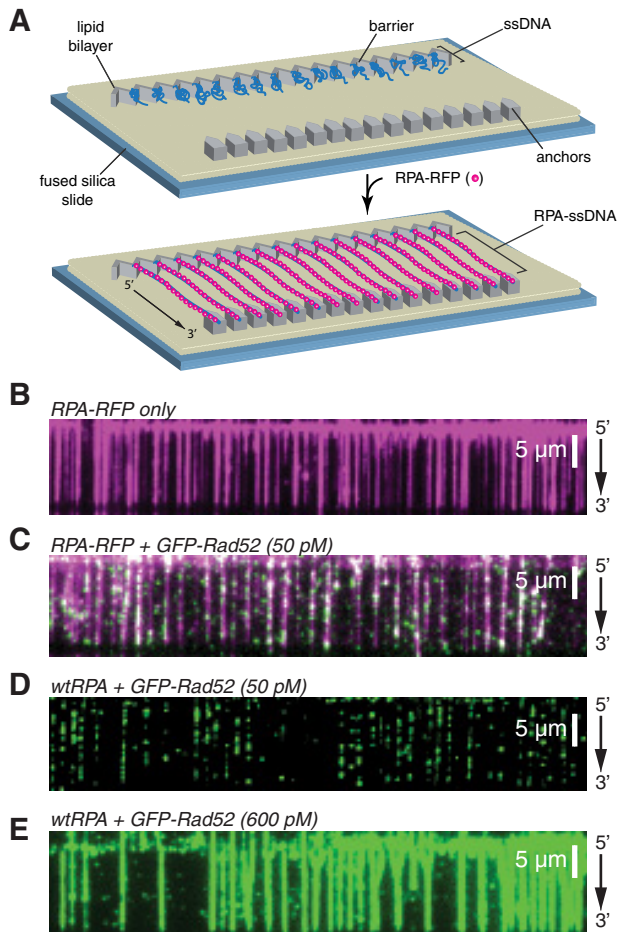 A
lipid
bilayer
barrier
ssDNA
fused silica
slide
anchors
RPA-RFP ( )
RPA-ssDNA
5'
3'
B
RPA-RFP only
5 µm
5'
3'
C
RPA-RFP + GFP-Rad52 (50 pM)
5 µm
5'
3'
D
wtRPA + GFP-Rad52 (50 pM)
5 µm
5'
3'
E
wtRPA + GFP-Rad52 (600 pM)
5 µm
5'
3'